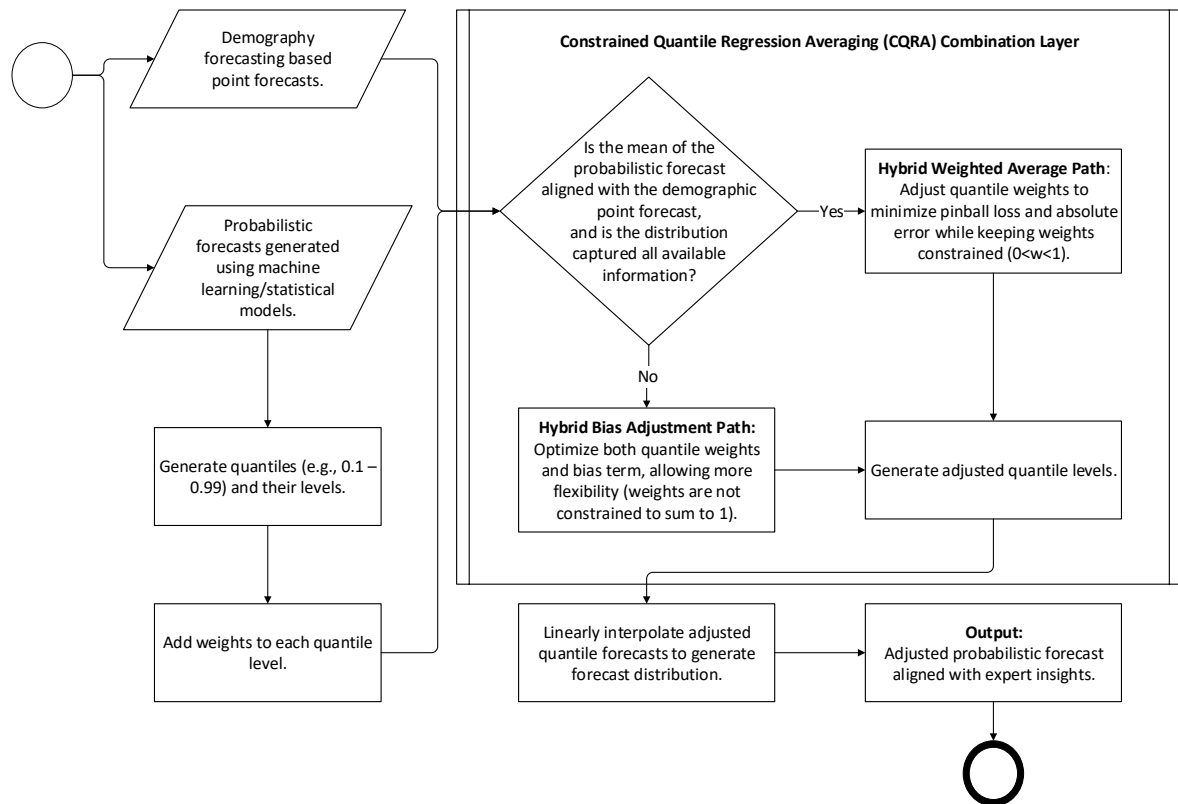 Demography
forecasting based
point forecasts.
Probabilistic
forecasts generated
using machine
learning/statistical
models.
Generate quantiles (e.g., 0.1 –
0.99) and their levels.
Add weights to each quantile
level.
Constrained Quantile Regression Averaging (CQRA) Combination Layer
Is the mean of the
probabilistic forecast
aligned with the demographic
point forecast,
and is the distribution
captured all available
information?
Yes
Hybrid Weighted Average Path:
Adjust quantile weights to
minimize pinball loss and absolute
error while keeping weights
constrained (0<w<1).
No
Hybrid Bias Adjustment Path:
Optimize both quantile weights
and bias term, allowing more
flexibility (weights are not
constrained to sum to 1).
Generate adjusted quantile levels.
Linearly interpolate adjusted
quantile forecasts to generate
forecast distribution.
Output:
Adjusted probabilistic forecast
aligned with expert insights.